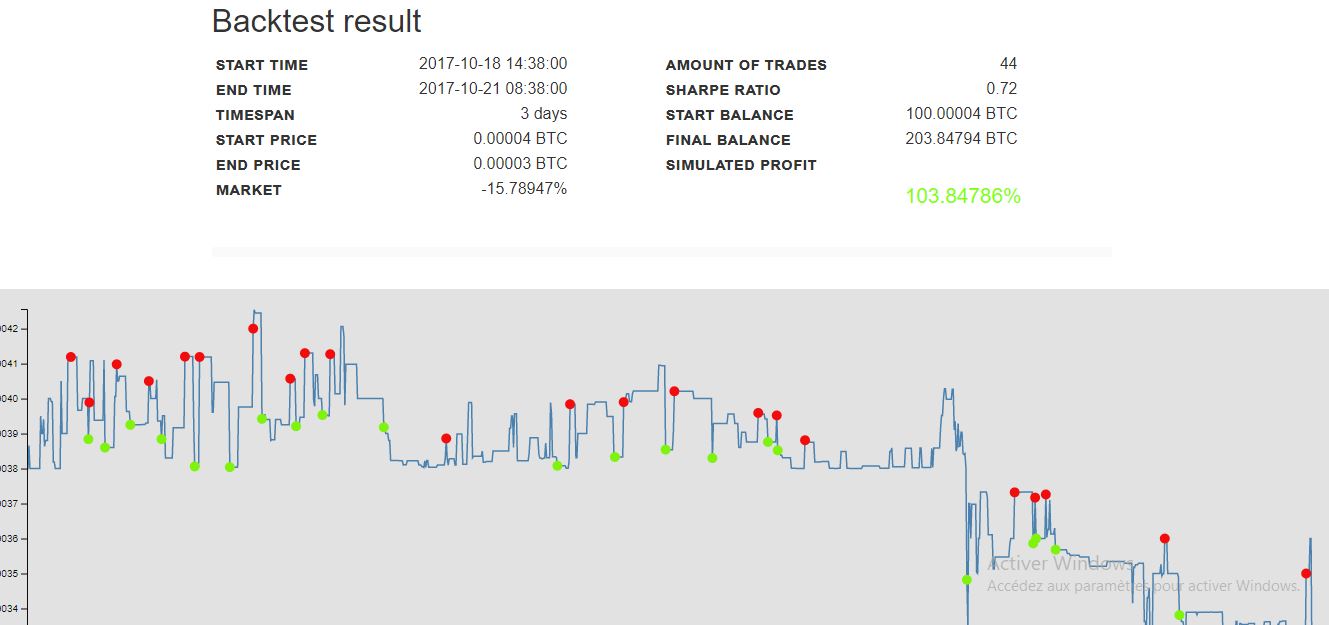 Backtest result
START TIME 2017-10-18 14:38:00
END TIME 2017-10-21 08:38:00
TIMESPAN 3 days
START PRICE 0.00004 BTC
END PRICE 0.00003 BTC
MARKET -15.78947%
AMOUNT OF TRADES 44
SHARPE RATIO 0.72
START BALANCE 100.00004 BTC
FINAL BALANCE 203.84794 BTC
SIMULATED PROFIT
103.84786%
0042
0041
0040
0039
0038
0037
0036
0035
0034
Activer Windows
Accédez aux paramètres pour activer Windows.